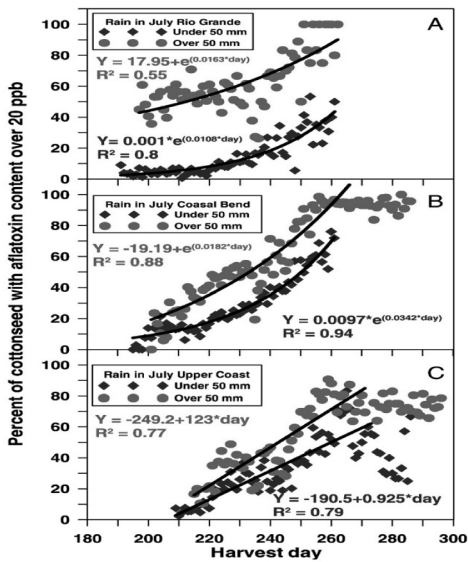 Percent of cottonseed with aflatoxin content over 20 ppb
A
Rain in July Rio Grande
Under 50 mm
Over 50 mm
Y = 17.95+e(0.0163*day)
R² = 0.55
Y = 0.001*e(0.0108*day)
R² = 0.8
100
80
60
40
20
0
B
Rain in July Coasal Bend
Under 50 mm
Over 50 mm
Y = -19.19+e(0.0182*day)
R² = 0.88
Y = 0.0097*e(0.0342*day)
R² = 0.94
100
80
60
40
20
0
C
Rain in July Upper Coast
Under 50 mm
Over 50 mm
Y = -249.2+123*day
R² = 0.77
Y = -190.5+0.925*day
R² = 0.79
100
80
60
40
20
0
180 200 220 240 260 280 300
Harvest day